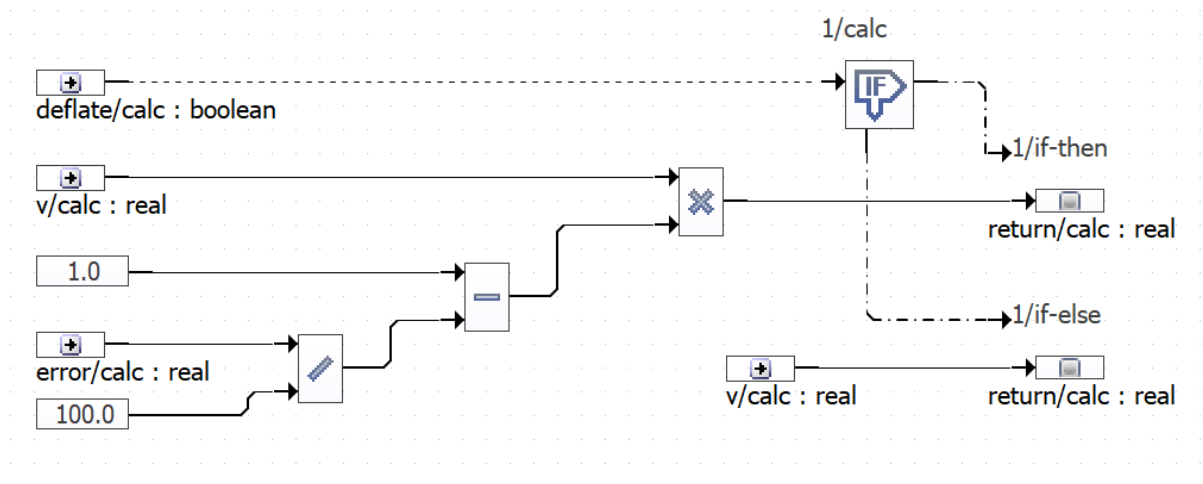 1/calc
IF
deflate/calc : boolean
1/if-then
v/calc : real
return/calc : real
1.0
1/if-else
error/calc : real
v/calc : real
return/calc : real
100.0